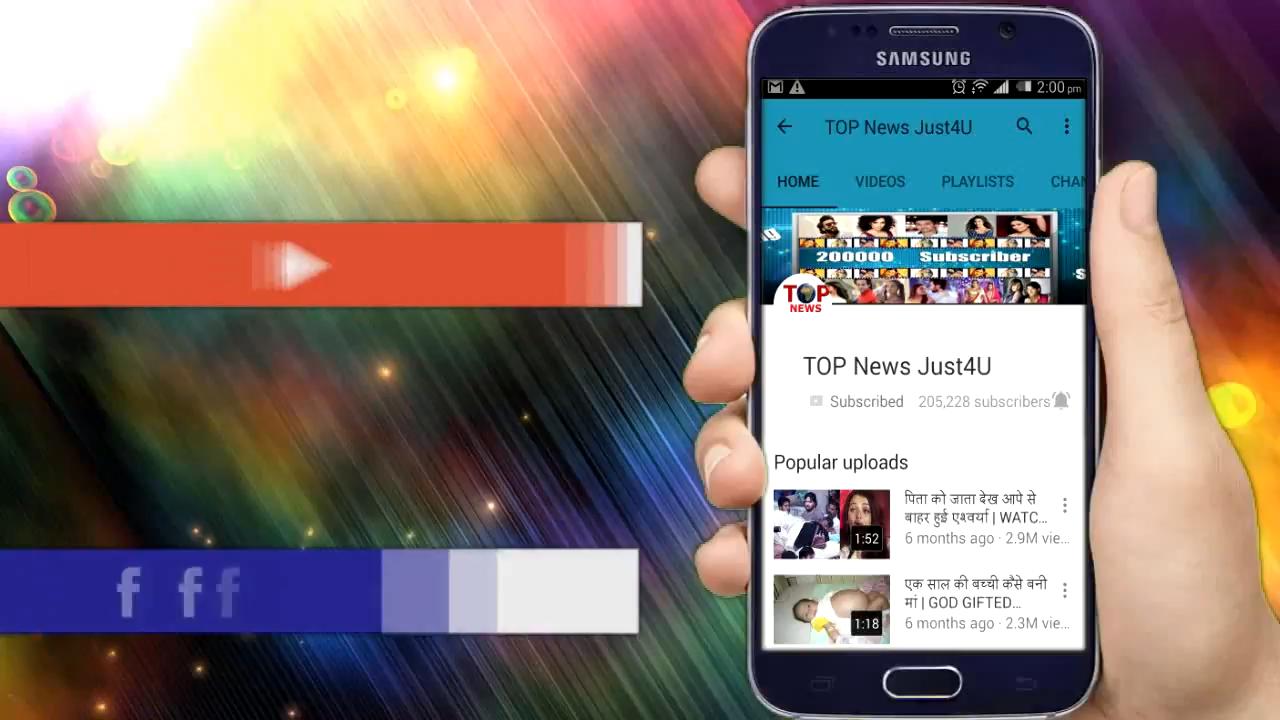 SAMSUNG
2:00 pm
TOP News Just4U
HOME VIDEOS PLAYLISTS CHAN
200000 Subscriber
TOP
NEWS
TOP News Just4U
Subscribed 205,228 subscribers
Popular uploads
पिता को जाता देख आपे से
बाहर हुई एश्वर्या | WATC...
6 months ago · 2.9M vie...
1:52
एक साल की बच्ची कैसे बनी
मां | GOD GIFTED...
6 months ago · 2.3M vie...
1:18
f f f